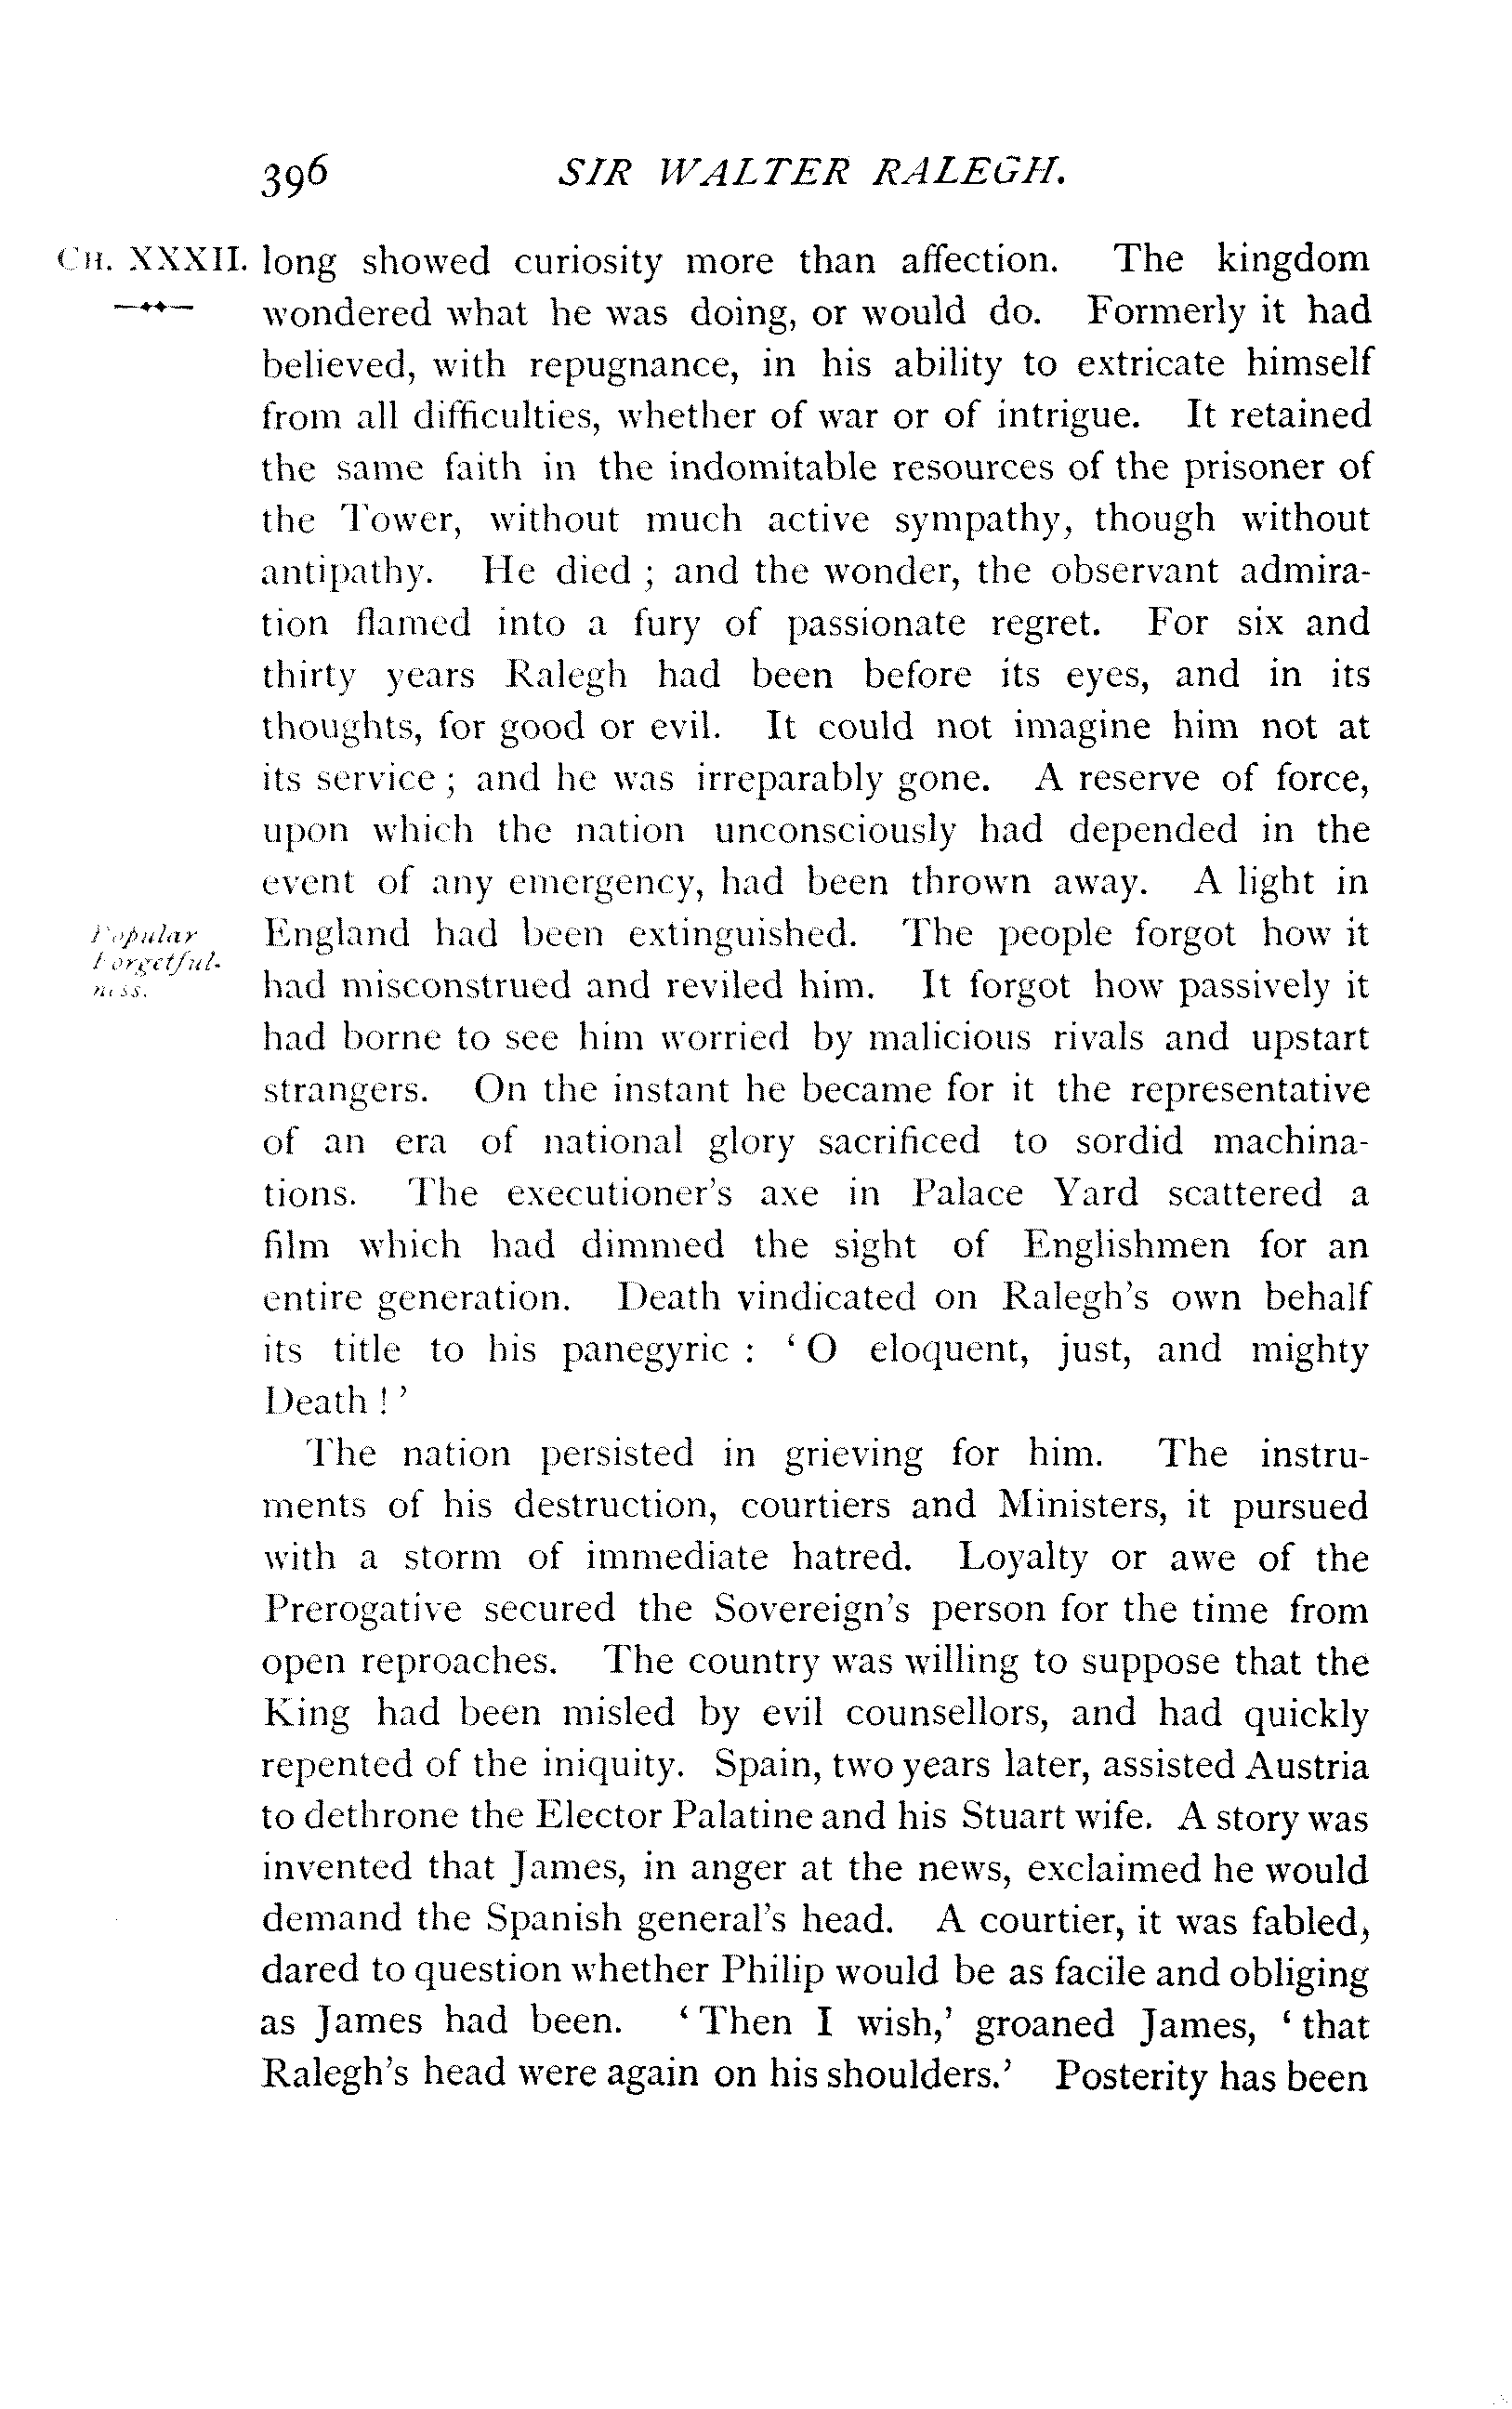 396 SIR WALTER RALEGH.
CH. XXXII. long showed curiosity more than affection. The kingdom
wondered what he was doing, or would do. Formerly it had
believed, with repugnance, in his ability to extricate himself
from all difficulties, whether of war or of intrigue. It retained
the same faith in the indomitable resources of the prisoner of
the Tower, without much active sympathy, though without
antipathy. He died ; and the wonder, the observant admira-
tion flamed into a fury of passionate regret. For six and
thirty years Ralegh had been before its eyes, and in its
thoughts, for good or evil. It could not imagine him not at
its service ; and he was irreparably gone. A reserve of force,
upon which the nation unconsciously had depended in the
event of any emergency, had been thrown away. A light in
Popular
Forgetful-
ness.
England had been extinguished. The people forgot how it
had misconstrued and reviled him. It forgot how passively it
had borne to see him worried by malicious rivals and upstart
strangers. On the instant he became for it the representative
of an era of national glory sacrificed to sordid machina-
tions. The executioner's axe in Palace Yard scattered a
film which had dimmed the sight of Englishmen for an
entire generation. Death vindicated on Ralegh's own behalf
its title to his panegyric : ‘ O eloquent, just, and mighty
Death ! ’
The nation persisted in grieving for him. The instru-
ments of his destruction, courtiers and Ministers, it pursued
with a storm of immediate hatred. Loyalty or awe of the
Prerogative secured the Sovereign's person for the time from
open reproaches. The country was willing to suppose that the
King had been misled by evil counsellors, and had quickly
repented of the iniquity. Spain, two years later, assisted Austria
to dethrone the Elector Palatine and his Stuart wife. A story was
invented that James, in anger at the news, exclaimed he would
demand the Spanish general's head. A courtier, it was fabled,
dared to question whether Philip would be as facile and obliging
as James had been. ‘ Then I wish,’ groaned James, ‘ that
Ralegh's head were again on his shoulders.’ Posterity has been